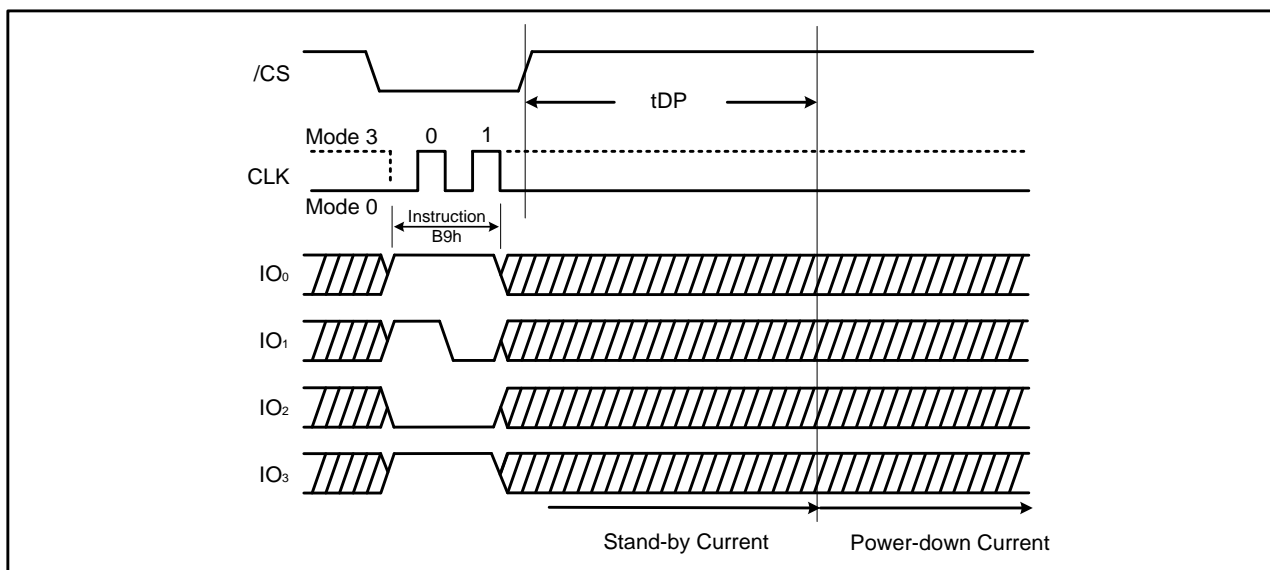 /CS
tDP
Mode 3
0 1
CLK
Mode 0
Instruction
B9h
IO₀
IO₁
IO₂
IO₃
Stand-by Current
Power-down Current